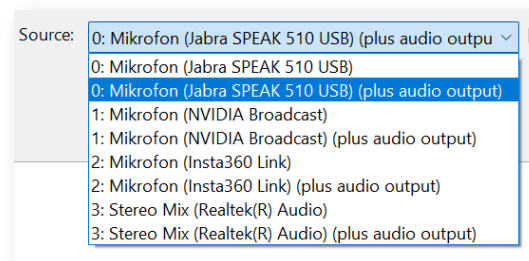 Source: 0: Mikrofon (Jabra SPEAK 510 USB) (plus audio outpu
0: Mikrofon (Jabra SPEAK 510 USB)
0: Mikrofon (Jabra SPEAK 510 USB) (plus audio output)
1: Mikrofon (NVIDIA Broadcast)
1: Mikrofon (NVIDIA Broadcast) (plus audio output)
2: Mikrofon (Insta360 Link)
2: Mikrofon (Insta360 Link) (plus audio output)
3: Stereo Mix (Realtek(R) Audio)
3: Stereo Mix (Realtek(R) Audio) (plus audio output)